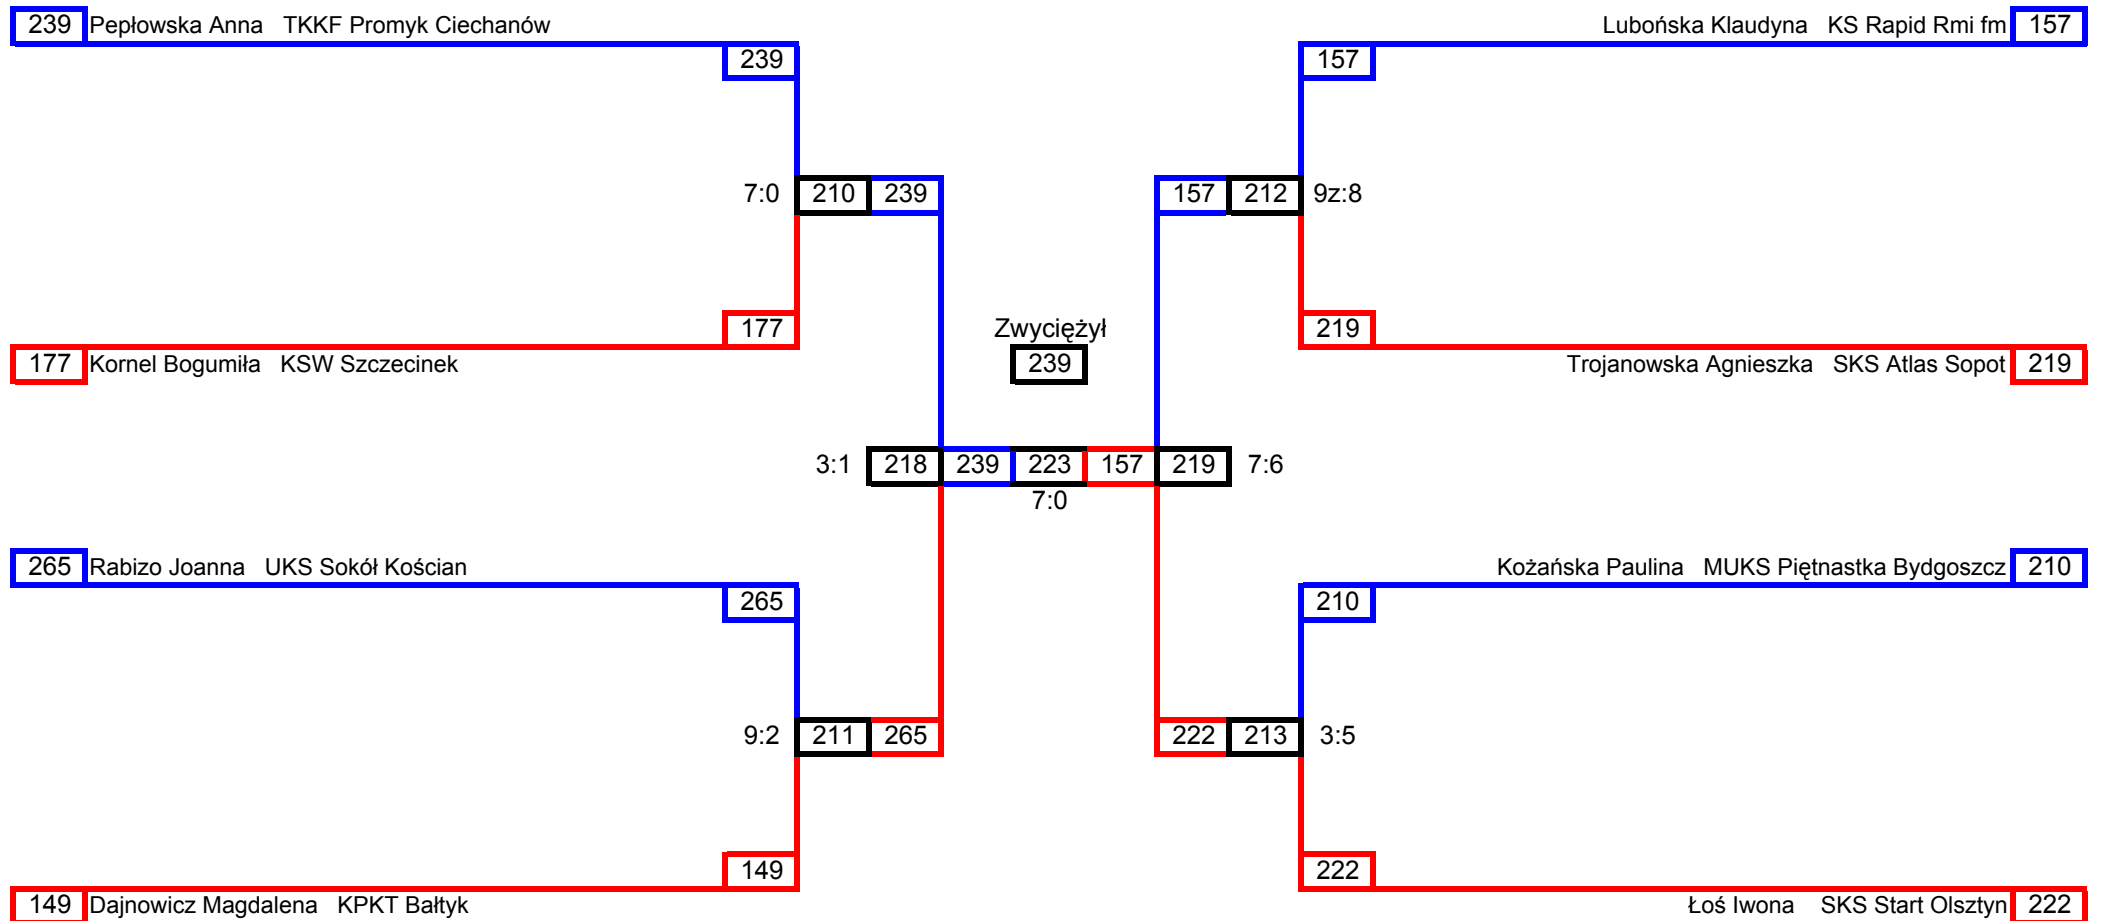 239 Pepłowska Anna TKKF Promyk Ciechanów
Lubońska Klaudyna KS Rapid Rmi fm 157
239
157
7:0 210 239
157 212 9z:8
177
Zwyciężył
219
177 Kornel Bogumiła KSW Szczecinek
239
Trojanowska Agnieszka SKS Atlas Sopot 219
3:1 218 239 223 157 219 7:6
7:0
265 Rabizo Joanna UKS Sokół Kościan
Kożańska Paulina MUKS Piętnastka Bydgoszcz 210
265
210
9:2 211 265
222 213 3:5
149
222
149 Dajnowicz Magdalena KPKT Bałtyk
Łoś Iwona SKS Start Olsztyn 222